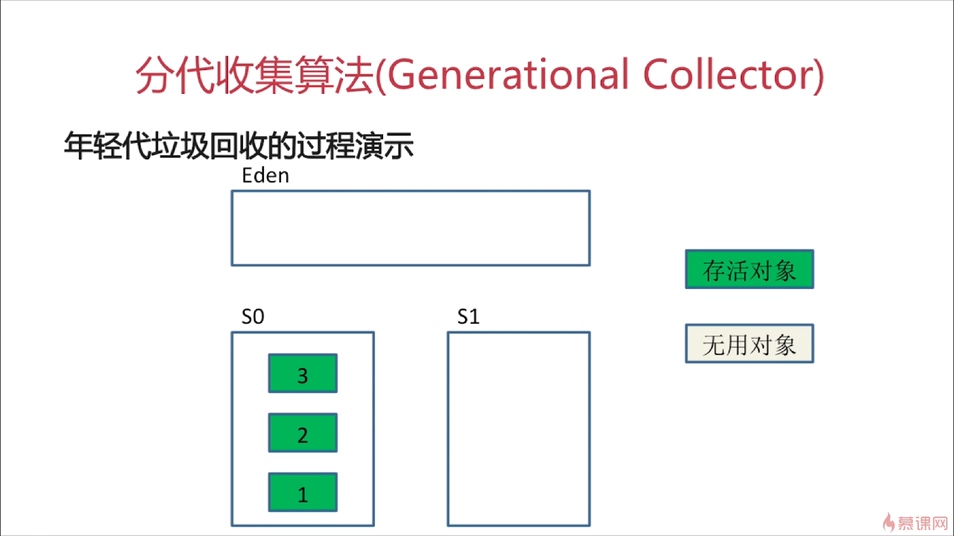 分代收集算法(Generational Collector)
年轻代垃圾回收的过程演示
Eden
存活对象
S0
S1
无用对象
3
2
1
慕课网